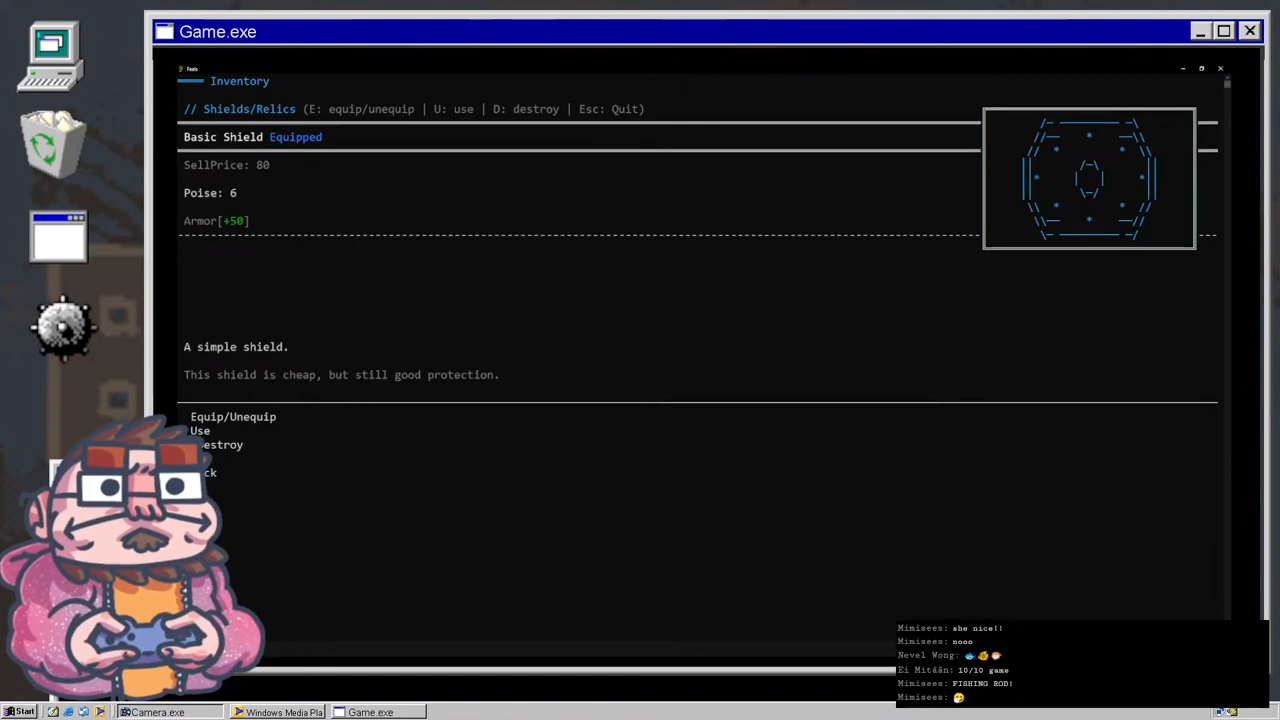 Game.exe
Feels
Inventory
// Shields/Relics (E: equip/unequip | U: use | D: destroy | Esc: Quit)
Basic Shield Equipped
SellPrice: 80
Poise: 6
Armor[+50]
A simple shield.
This shield is cheap, but still good protection.
Equip/Unequip
Use
estroy
ck
Mimisees: she nice!!
Mimisees: nooo
Nevel Wong: 🐟🐠🐡
Ei Mitään: 10/10 game
Mimisees: FISHING ROD!
Mimisees: 🤔
Start
Camera.exe
Windows Media Pla
Game.exe